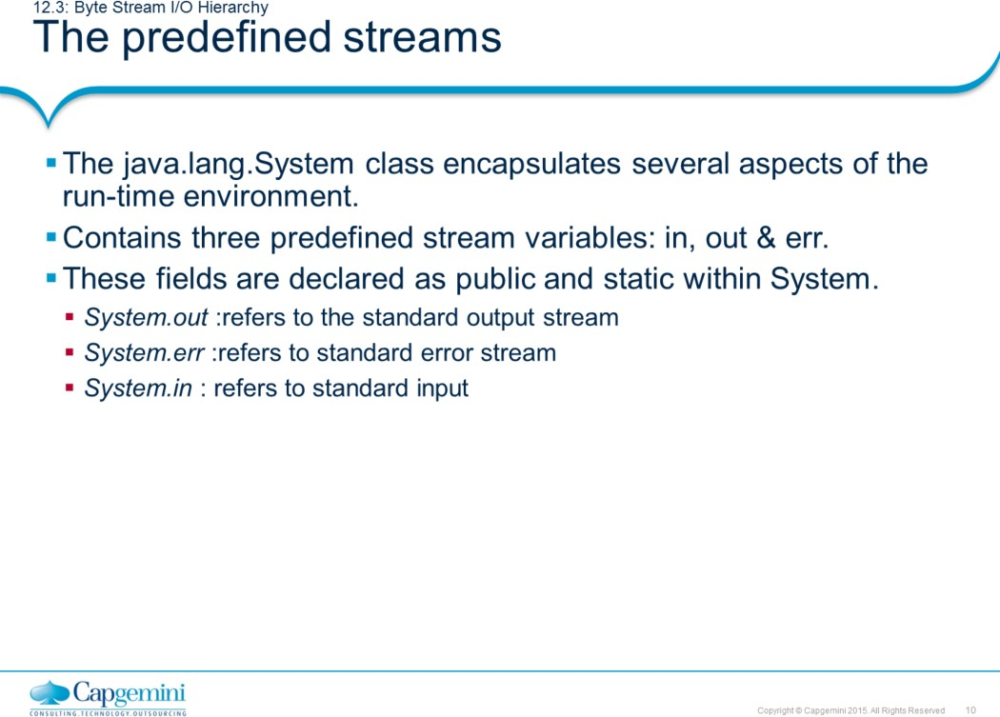 12.3: Byte Stream I/O Hierarchy
The predefined streams
The java.lang.System class encapsulates several aspects of the
run-time environment.
Contains three predefined stream variables: in, out & err.
These fields are declared as public and static within System.
System.out :refers to the standard output stream
System.err :refers to standard error stream
System.in : refers to standard input
Capgemini
CONSULTING.TECHNOLOGY.OUTSOURCING
Copyright © Capgemini 2015. All Rights Reserved 10